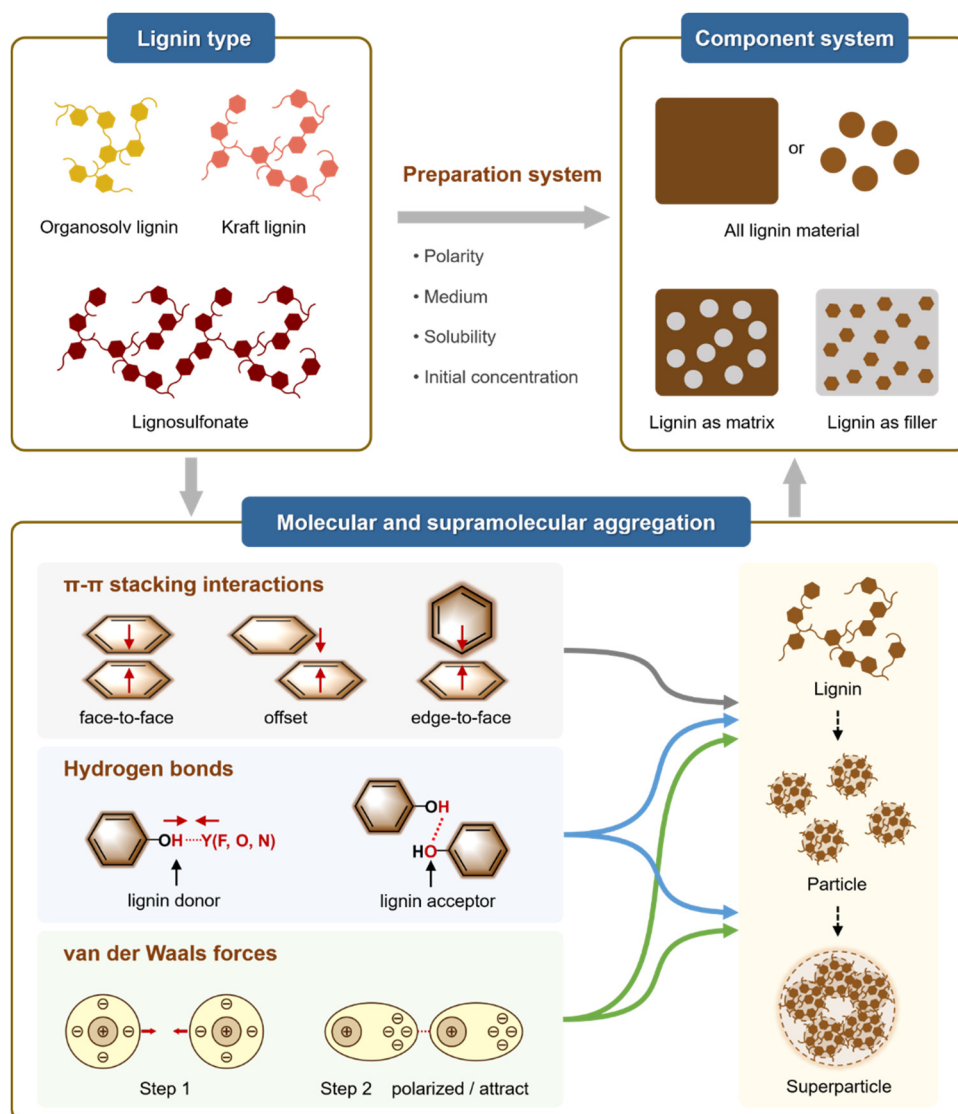 Lignin type
Organosolv lignin
Kraft lignin
Lignosulfonate
Preparation system
• Polarity
• Medium
• Solubility
• Initial concentration
Component system
or
All lignin material
Lignin as matrix
Lignin as filler
Molecular and supramolecular aggregation
π-π stacking interactions
face-to-face
offset
edge-to-face
Hydrogen bonds
OH Y(F, O, N)
lignin donor
OH
HO
lignin acceptor
van der Waals forces
Step 1
Step 2 polarized / attract
Lignin
Particle
Superparticle